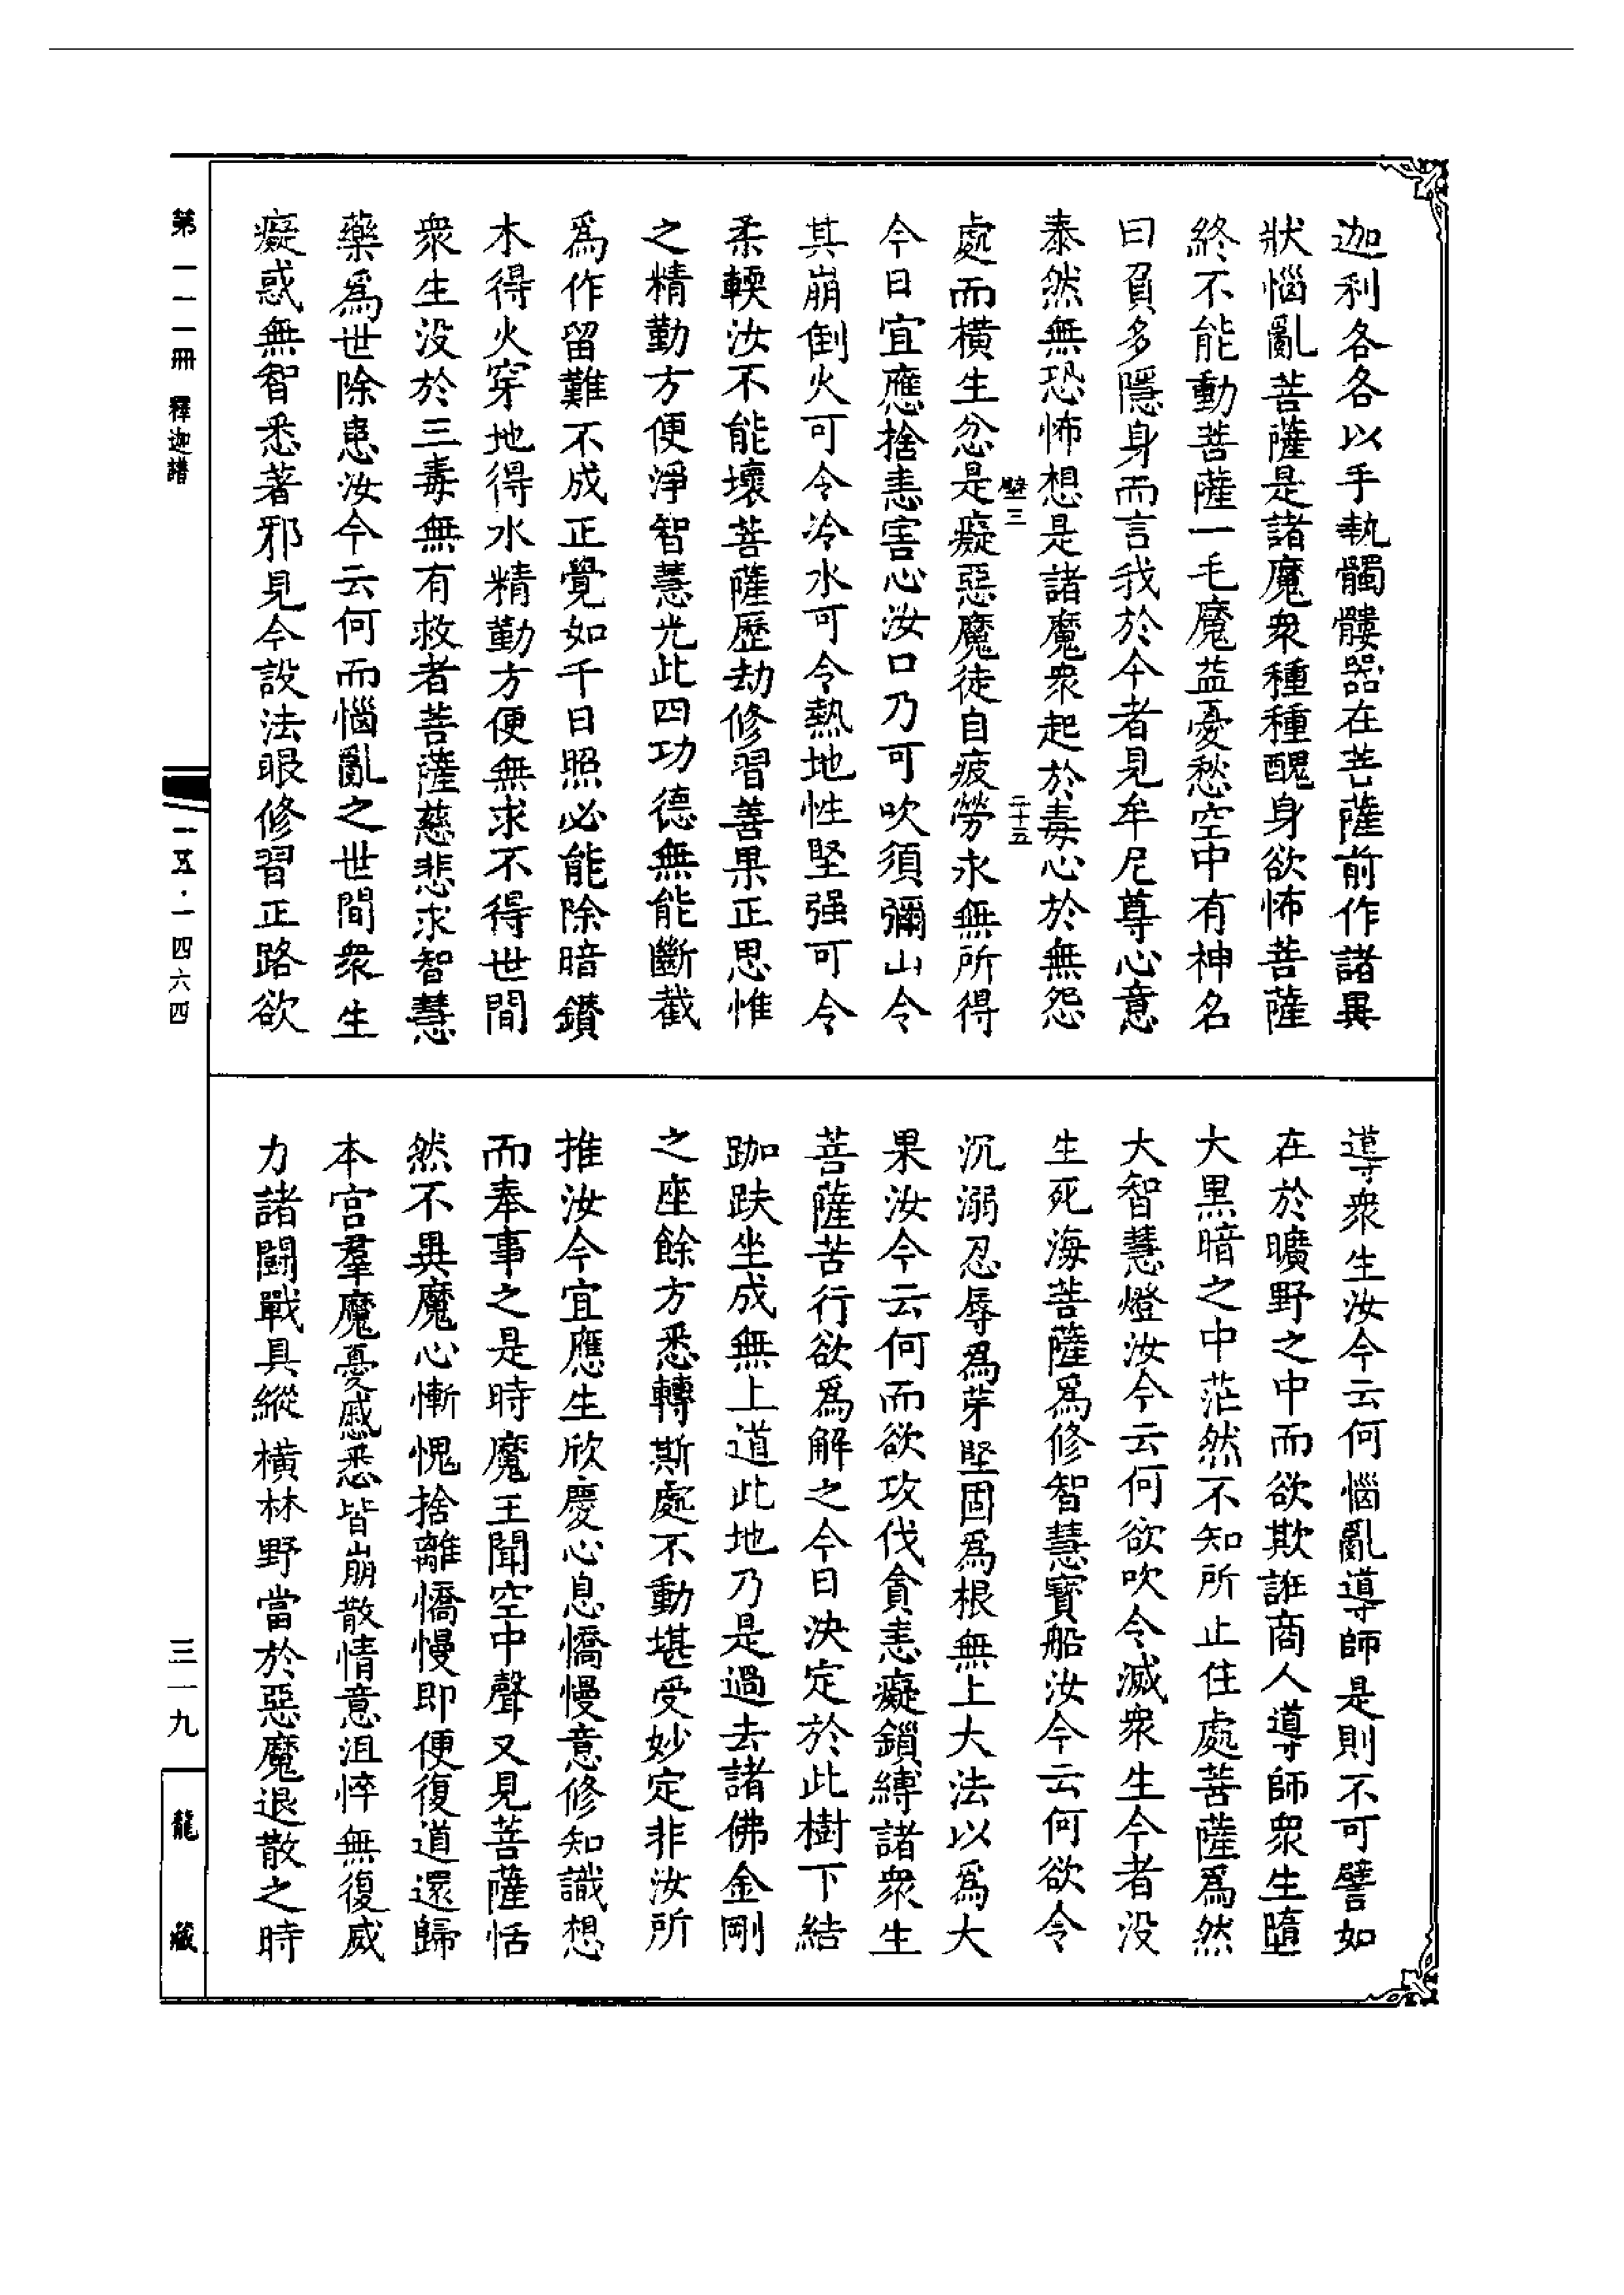 迦利各各以手執髑髏器在菩薩前作諸異
狀惱亂菩薩是諸魔衆種種醜身欲怖菩薩
終不能動菩薩一毛魔益憂愁空中有神名
曰負多隱身而言我於今者見牟尼尊心意
泰然無恐怖想是諸魔衆起於毒心於無怨
壁三
二十五
處而橫生忿是癡惡魔徒自疲勞永無所得
今日宜應捨恚害心汝口乃可吹須彌山令
其崩倒火可令冷水可令熱地性堅强可令
柔輭汝不能壞菩薩歷劫修習善果正思惟
之精勤方便淨智慧光此四功德無能斷截
爲作留難不成正覺如千日照必能除暗鑽
木得火穿地得水精勤方便無求不得世間
衆生没於三毒無有救者菩薩慈悲求智慧
藥爲世除患汝今云何而惱亂之世間衆生
癡惑無智悉著邪見今設法眼修習正路欲
導衆生汝今云何惱亂導師是則不可譬如
在於曠野之中而欲欺誑商人導師衆生墮
大黑暗之中茫然不知所止住處菩薩爲然
大智慧燈汝今云何欲吹令滅衆生今者没
生死海菩薩爲修智慧寶船汝今云何欲令
沉溺忍辱爲芽堅固爲根無上大法以爲大
果汝今云何而欲攻伐貪恚癡鎖縛諸衆生
菩薩苦行欲爲解之今日決定於此樹下結
跏趺坐成無上道此地乃是過去諸佛金剛
之座餘方悉轉斯處不動堪受妙定非汝所
推汝今宜應生欣慶心息憍慢意修知識想
而奉事之是時魔王聞空中聲又見菩薩恬
然不異魔心慚愧捨離憍慢即便復道還歸
本宮羣魔憂慼悉皆崩散情意沮悴無復威
力諸鬪戰具縱橫林野當於惡魔退散之時
第一一一冊 釋迦譜
一五·一四六四
三一九
龍藏